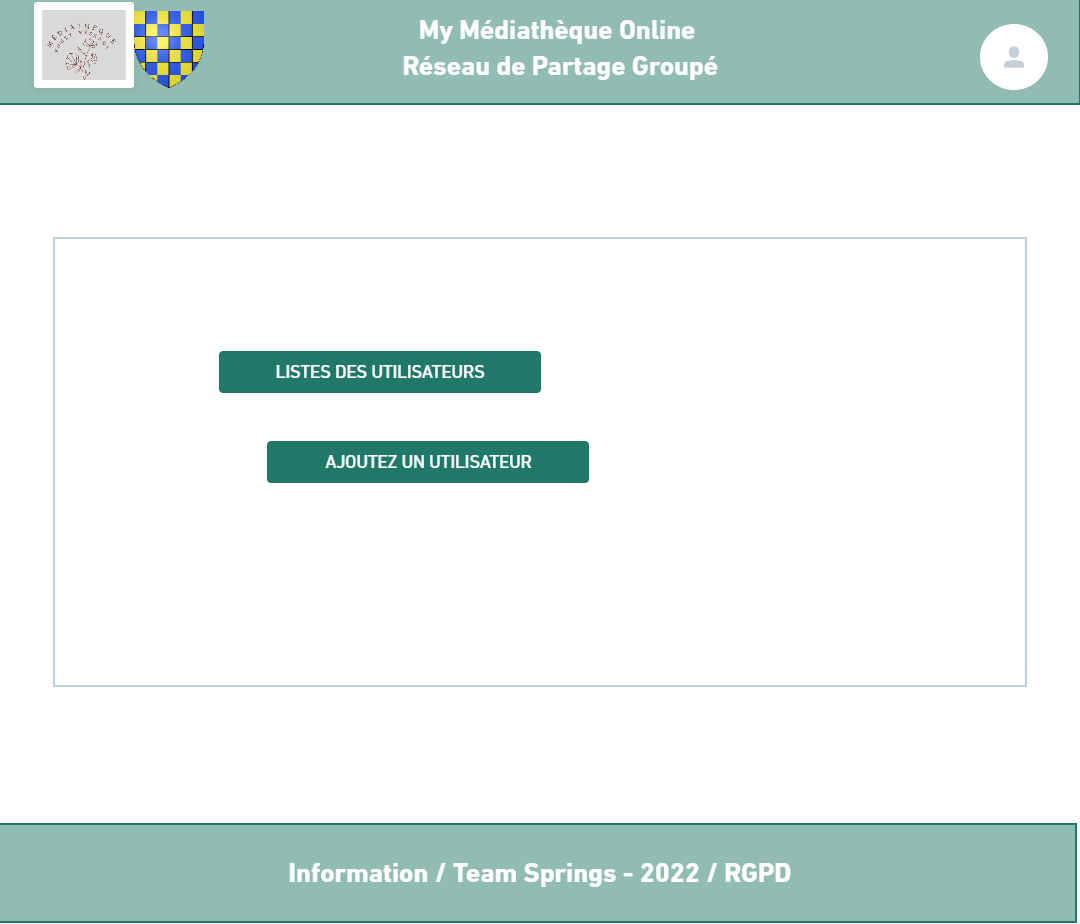 MÉDIATHÈQUE
My Médiathèque Online
Réseau de Partage Groupé
LISTES DES UTILISATEURS
AJOUTEZ UN UTILISATEUR
Information / Team Springs - 2022 / RGPD